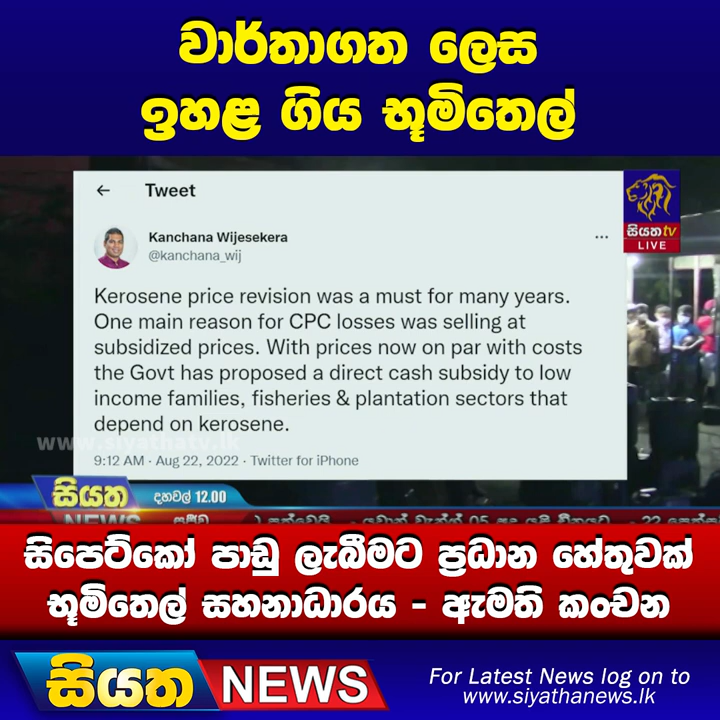 වාර්තාගත ලෙස
ඉහළ ගිය භූමිතෙල්
Tweet
සියත tv
LIVE
Kanchana Wijesekera
@kanchana_wij
Kerosene price revision was a must for many years.
One main reason for CPC losses was selling at
subsidized prices. With prices now on par with costs
the Govt has proposed a direct cash subsidy to low
income families, fisheries & plantation sectors that
depend on kerosene.
www.siyathatv.lk
9:12 AM · Aug 22, 2022 · Twitter for iPhone
සියත දහවල් 12.00
NEWS
සිපෙට්කෝ පාඩු ලැබීමට ප්‍රධාන හේතුවක්
භූමිතෙල් සහනාධාරය - ඇමති කංචන
සියත NEWS
For Latest News log on to
www.siyathanews.lk